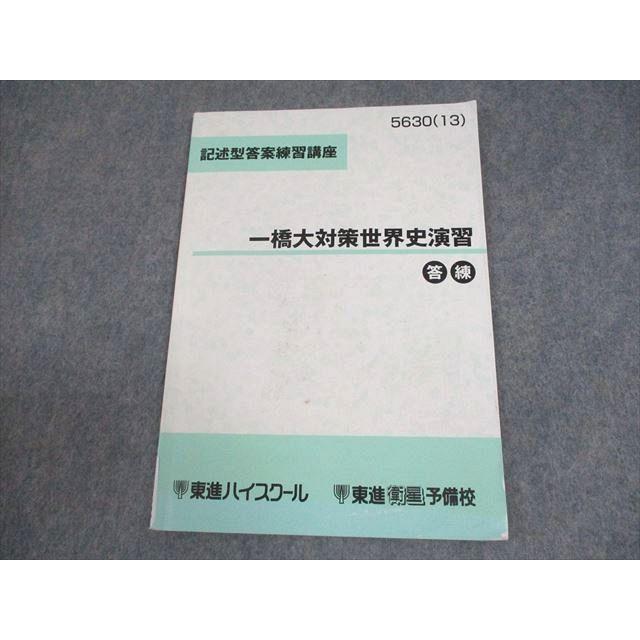 5630(13)
記述型答案練習講座
一橋大対策世界史演習
答練
東進ハイスクール 東進衛星予備校